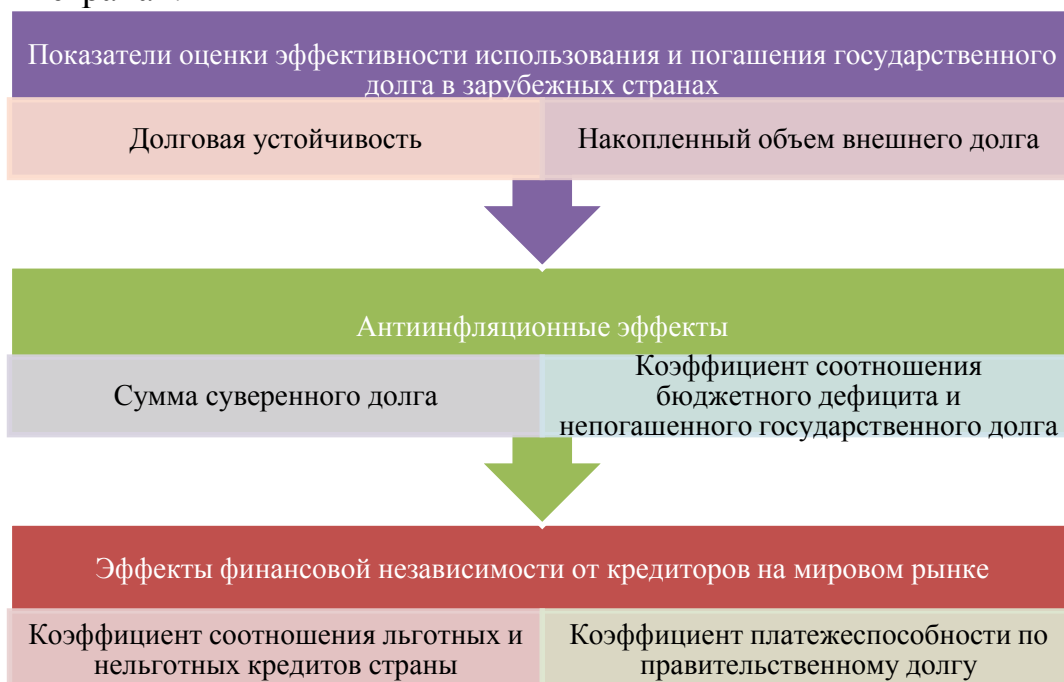 Показатели оценки эффективности использования и погашения государственного
долга в зарубежных странах
Долговая устойчивость
Накопленный объем внешнего долга
Антиинфляционные эффекты
Сумма суверенного долга
Коэффициент соотношения
бюджетного дефицита и
непогашенного государственного долга
Эффекты финансовой независимости от кредиторов на мировом рынке
Коэффициент соотношения льготных и
нельготных кредитов страны
Коэффициент платежеспособности по
правительственному долгу